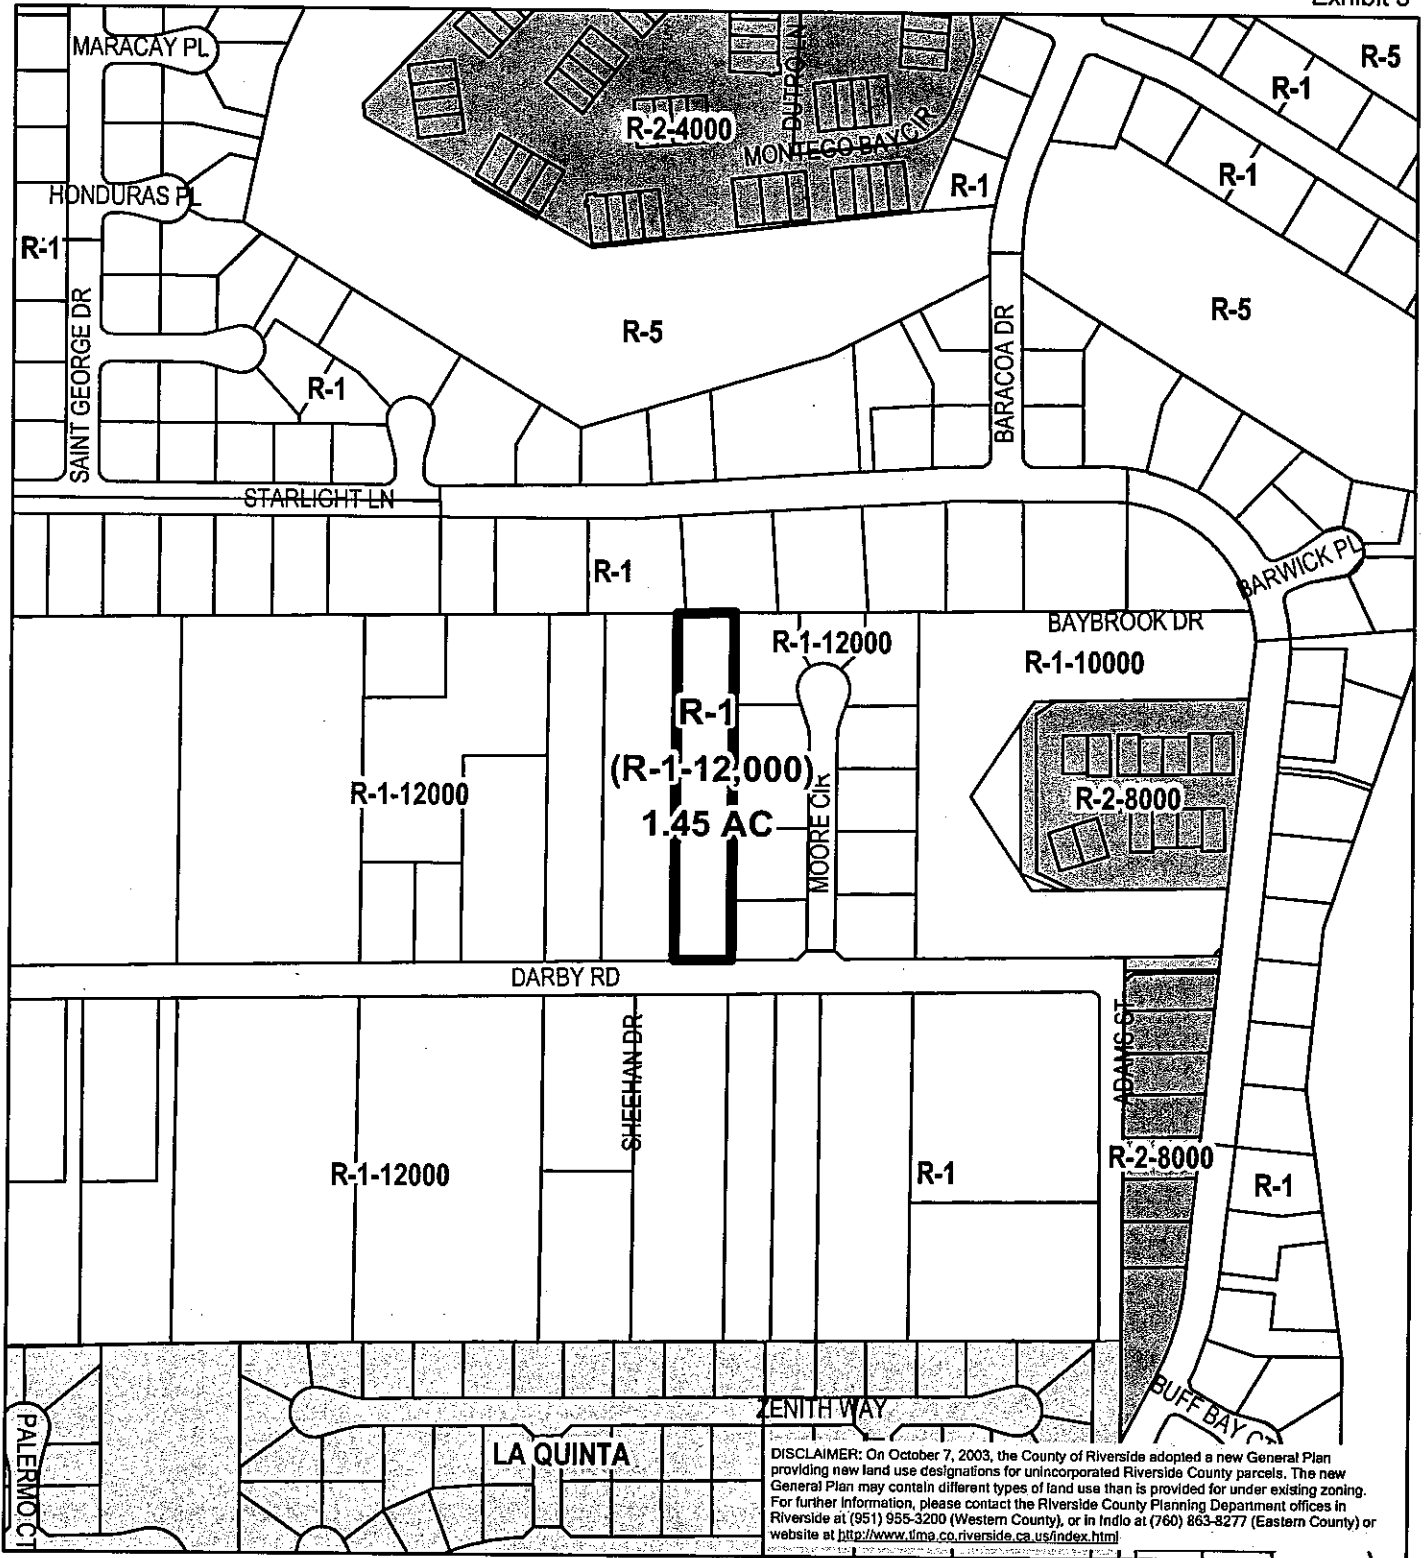 MARACAY PL
R-5
R-1
DUTRO LN
R-2-4000
MONTEGO BAY CIR
R-1
R-1
HONDURAS PL
R-1
SAINT GEORGE DR
R-5
R-5
BARACOA DR
R-1
STARLIGHT LN
R-1
BARWICK PL
BAYBROOK DR
R-1-12000
R-1-10000
R-1
(R-1-12,000)
1.45 AC
R-1-12000
MOORE CIR
R-2-8000
DARBY RD
SHEEHAN DR
ADAMS ST
R-1-12000
R-1
R-2-8000
R-1
ZENITH WAY
BUFF BAY CT
PALERMO CT
LA QUINTA
DISCLAIMER: On October 7, 2003, the County of Riverside adopted a new General Plan
providing new land use designations for unincorporated Riverside County parcels. The new
General Plan may contain different types of land use than is provided for under existing zoning.
For further information, please contact the Riverside County Planning Department offices in
Riverside at (951) 955-3200 (Western County), or in Indio at (760) 863-8277 (Eastern County) or
website at http://www.tlma.co.riverside.ca.us/index.html